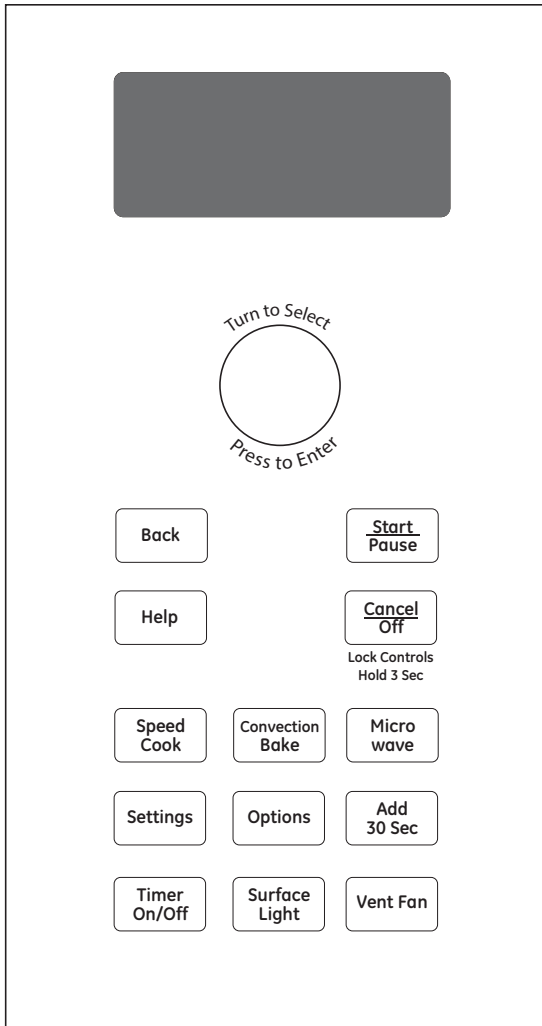 Turn to Select
Press to Enter
Back
Start
Pause
Help
Cancel
Off
Lock Controls
Hold 3 Sec
Speed
Cook
Convection
Bake
Micro
wave
Settings
Options
Add
30 Sec
Timer
On/Off
Surface
Light
Vent Fan